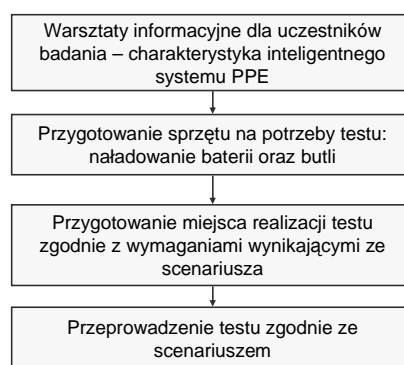 Warsztaty informacyjne dla uczestników
badania – charakterystyka inteligentnego
systemu PPE
Przygotowanie sprzętu na potrzeby testu:
naładowanie baterii oraz butli
Przygotowanie miejsca realizacji testu
zgodnie z wymaganiami wynikającymi ze
scenariusza
Przeprowadzenie testu zgodnie ze
scenariuszem